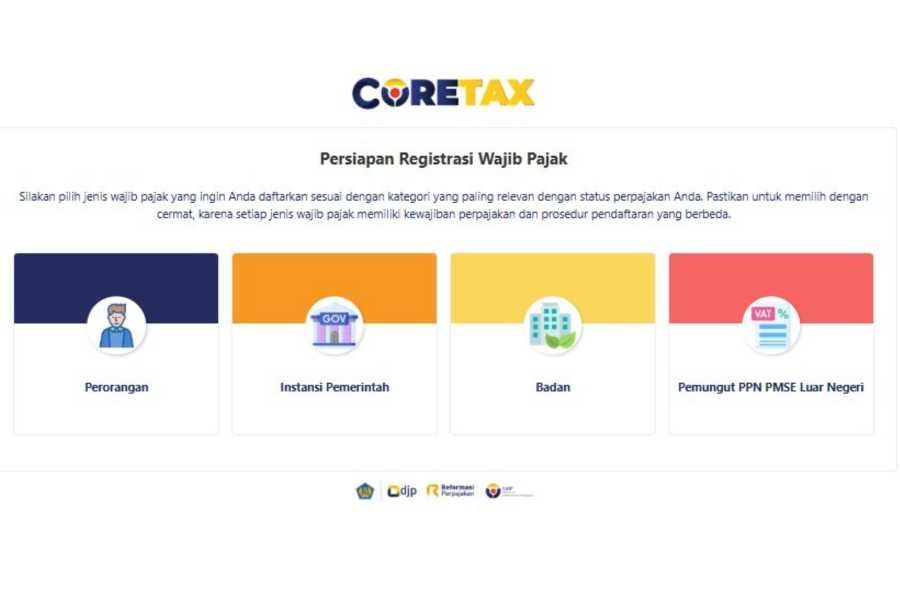 CORETAX
Persiapan Registrasi Wajib Pajak
Silakan pilih jenis wajib pajak yang ingin Anda daftarkan sesuai dengan kategori yang paling relevan dengan status perpajakan Anda. Pastikan untuk memilih dengan
cermat, karena setiap jenis wajib pajak memiliki kewajiban perpajakan dan prosedur pendaftaran yang berbeda.
GOV
VAT %
Perorangan
Instansi Pemerintah
Badan
Pemungut PPN PMSE Luar Negeri
djp
Reformasi
Perpajakan